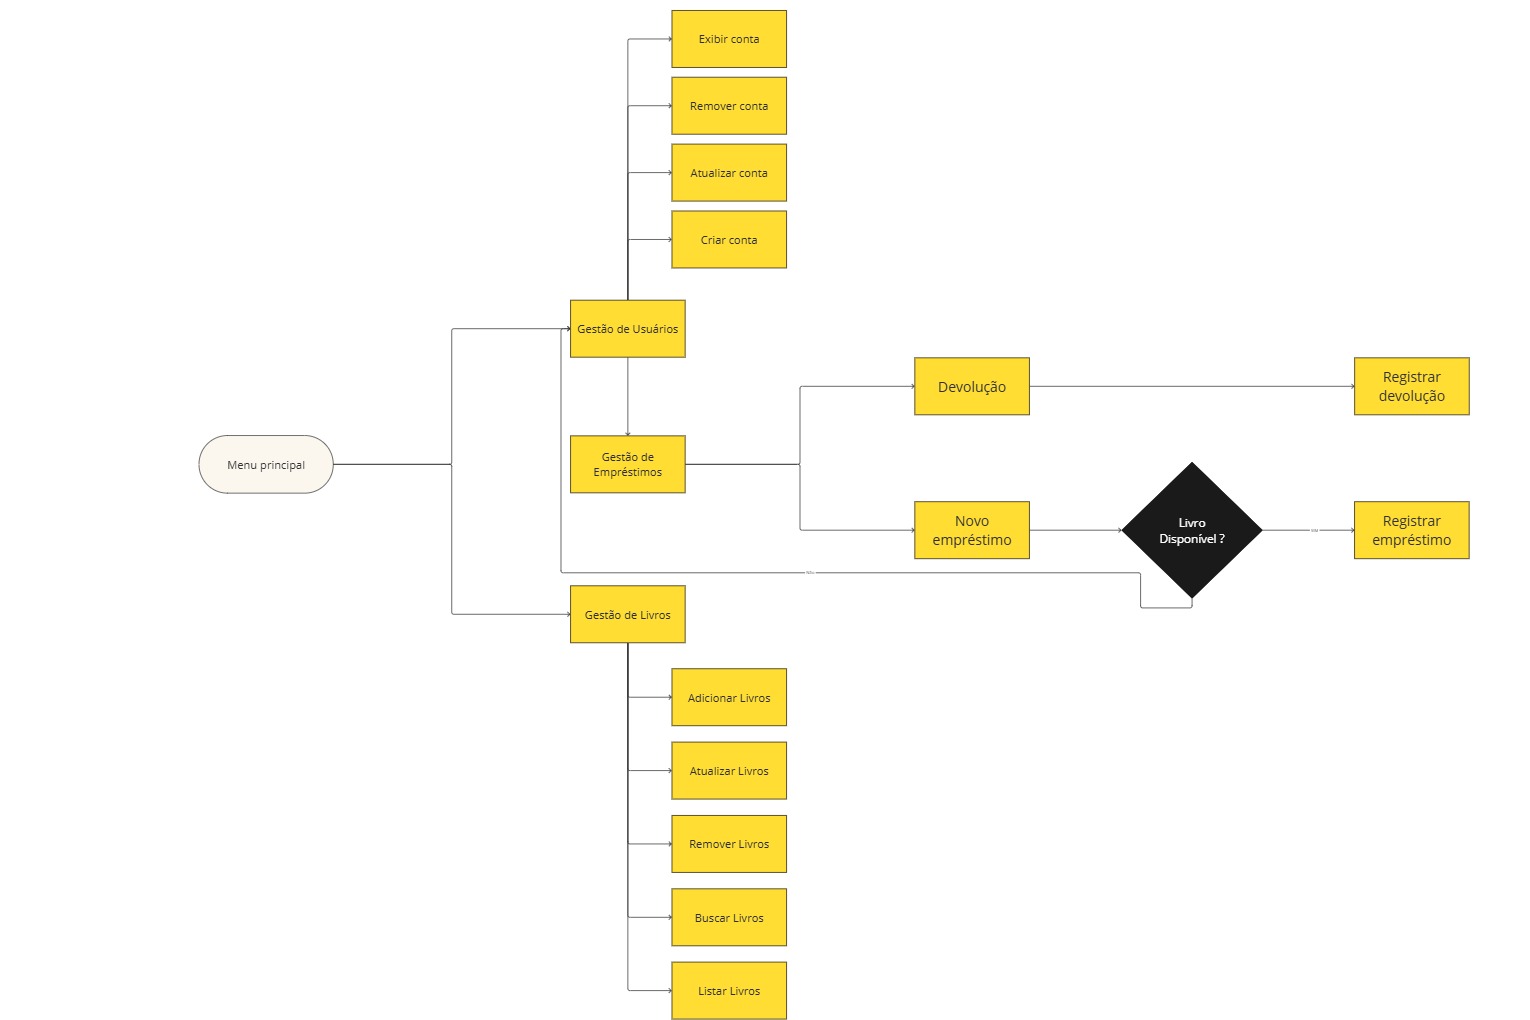 Exibir conta
Remover conta
Atualizar conta
Criar conta
Gestão de Usuários
Devolução
Registrar
devolução
Menu principal
Gestão de
Empréstimos
Novo
empréstimo
Livro
Disponível ?
Registrar
empréstimo
Gestão de Livros
Adicionar Livros
Atualizar Livros
Remover Livros
Buscar Livros
Listar Livros